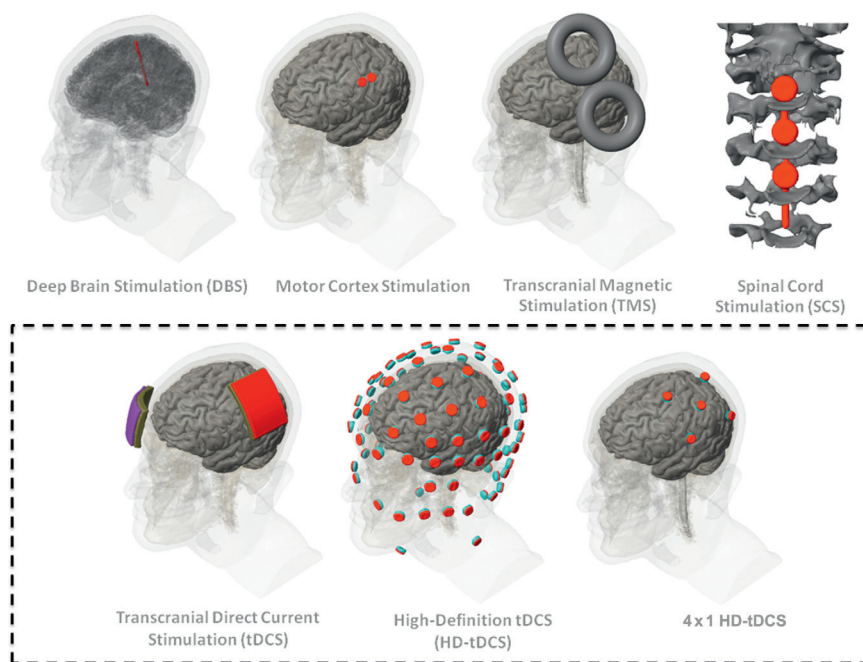 Deep Brain Stimulation (DBS)
Motor Cortex Stimulation
Transcranial Magnetic
Stimulation (TMS)
Spinal Cord
Stimulation (SCS)
Transcranial Direct Current
Stimulation (tDCS)
High-Definition tDCS
(HD-tDCS)
4 x 1 HD-tDCS